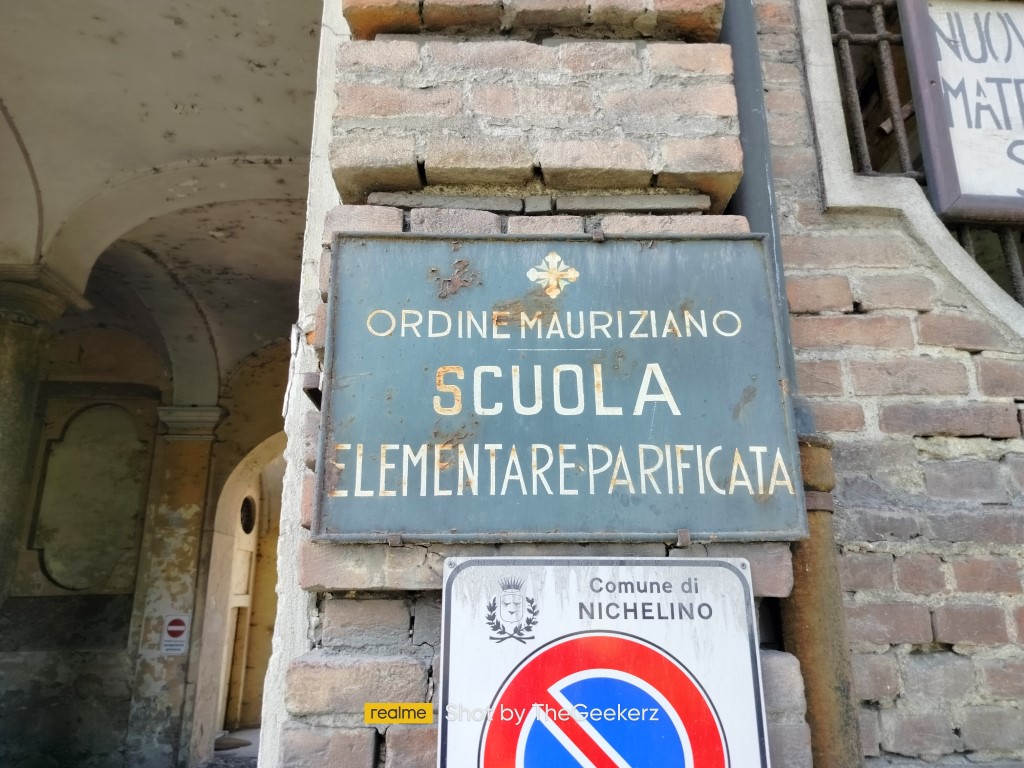 ORDINE MAURIZIANO
SCUOLA
ELEMENTARE PARIFICATA
Comune di
NICHELINO
realme Shot by TheGeekerz